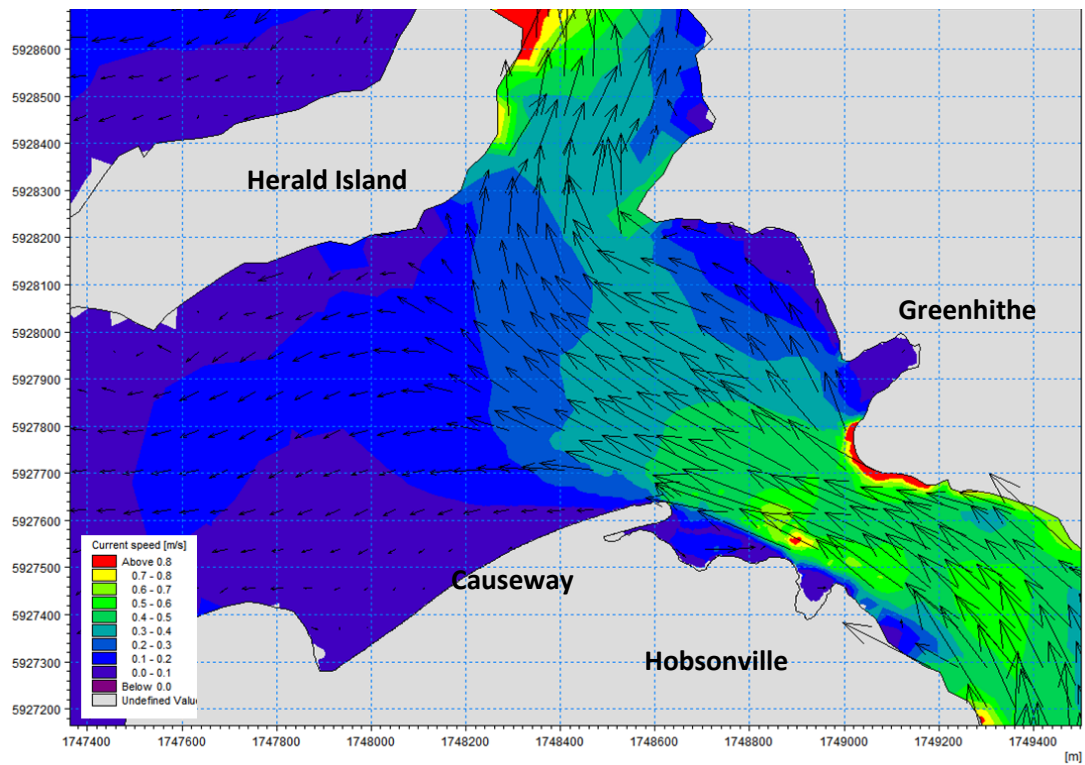 5928600
5928500
5928400
5928300
5928200
5928100
5928000
5927900
5927800
5927700
5927600
5927500
5927400
5927300
5927200
Herald Island
Greenhithe
Causeway
Hobsonville
Current speed [m/s]
Above 0.8
0.7 - 0.8
0.6 - 0.7
0.5 - 0.6
0.4 - 0.5
0.3 - 0.4
0.2 - 0.3
0.1 - 0.2
0.0 - 0.1
Below 0.0
Undefined Valu
1747400 1747600 1747800 1748000 1748200 1748400 1748600 1748800 1749000 1749200 1749400
[m]